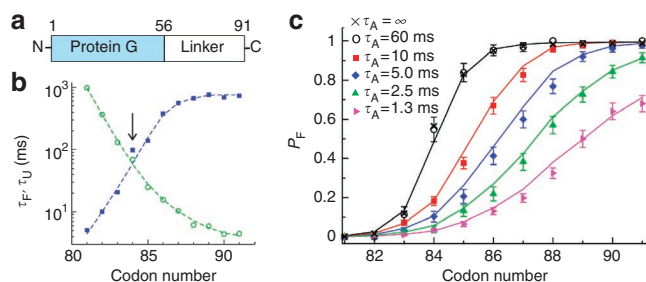 a
1 56 91
N Protein G Linker C
b
τF, τU (ms)
10³
10²
10¹
80 85 90
Codon number
c
PF
× τA = ∞
○ τA = 60 ms
■ τA = 10 ms
◆ τA = 5.0 ms
▲ τA = 2.5 ms
▶ τA = 1.3 ms
1
0.8
0.6
0.4
0.2
0
82 84 86 88 90
Codon number